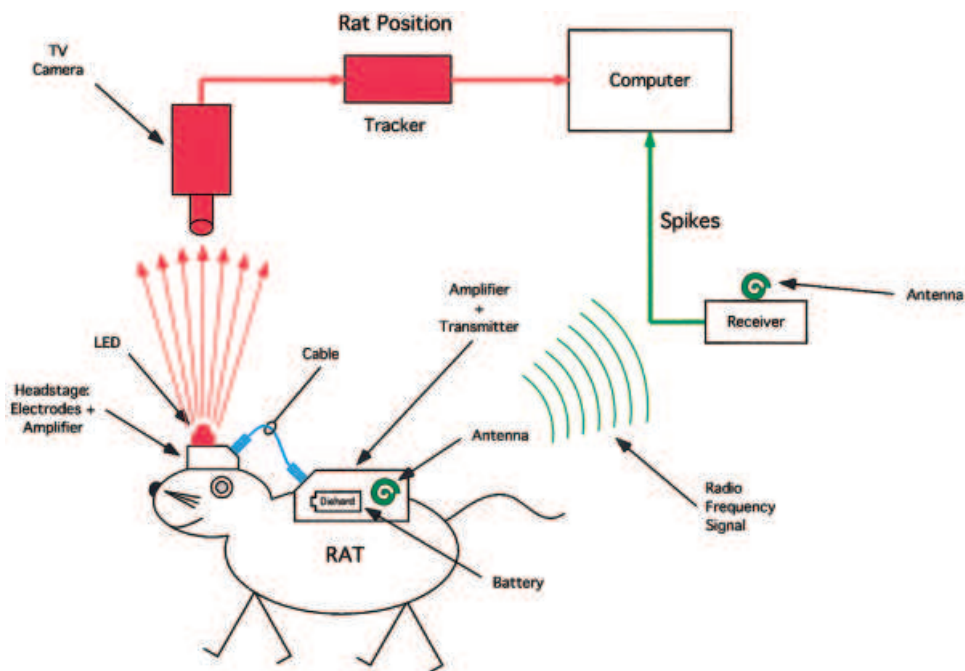 Rat Position
TV
Camera
Tracker
Computer
Spikes
Antenna
Receiver
Amplifier
+
Transmitter
LED
Cable
Headstage:
Electrodes +
Amplifier
Antenna
Radio
Frequency
Signal
Diehard
RAT
Battery